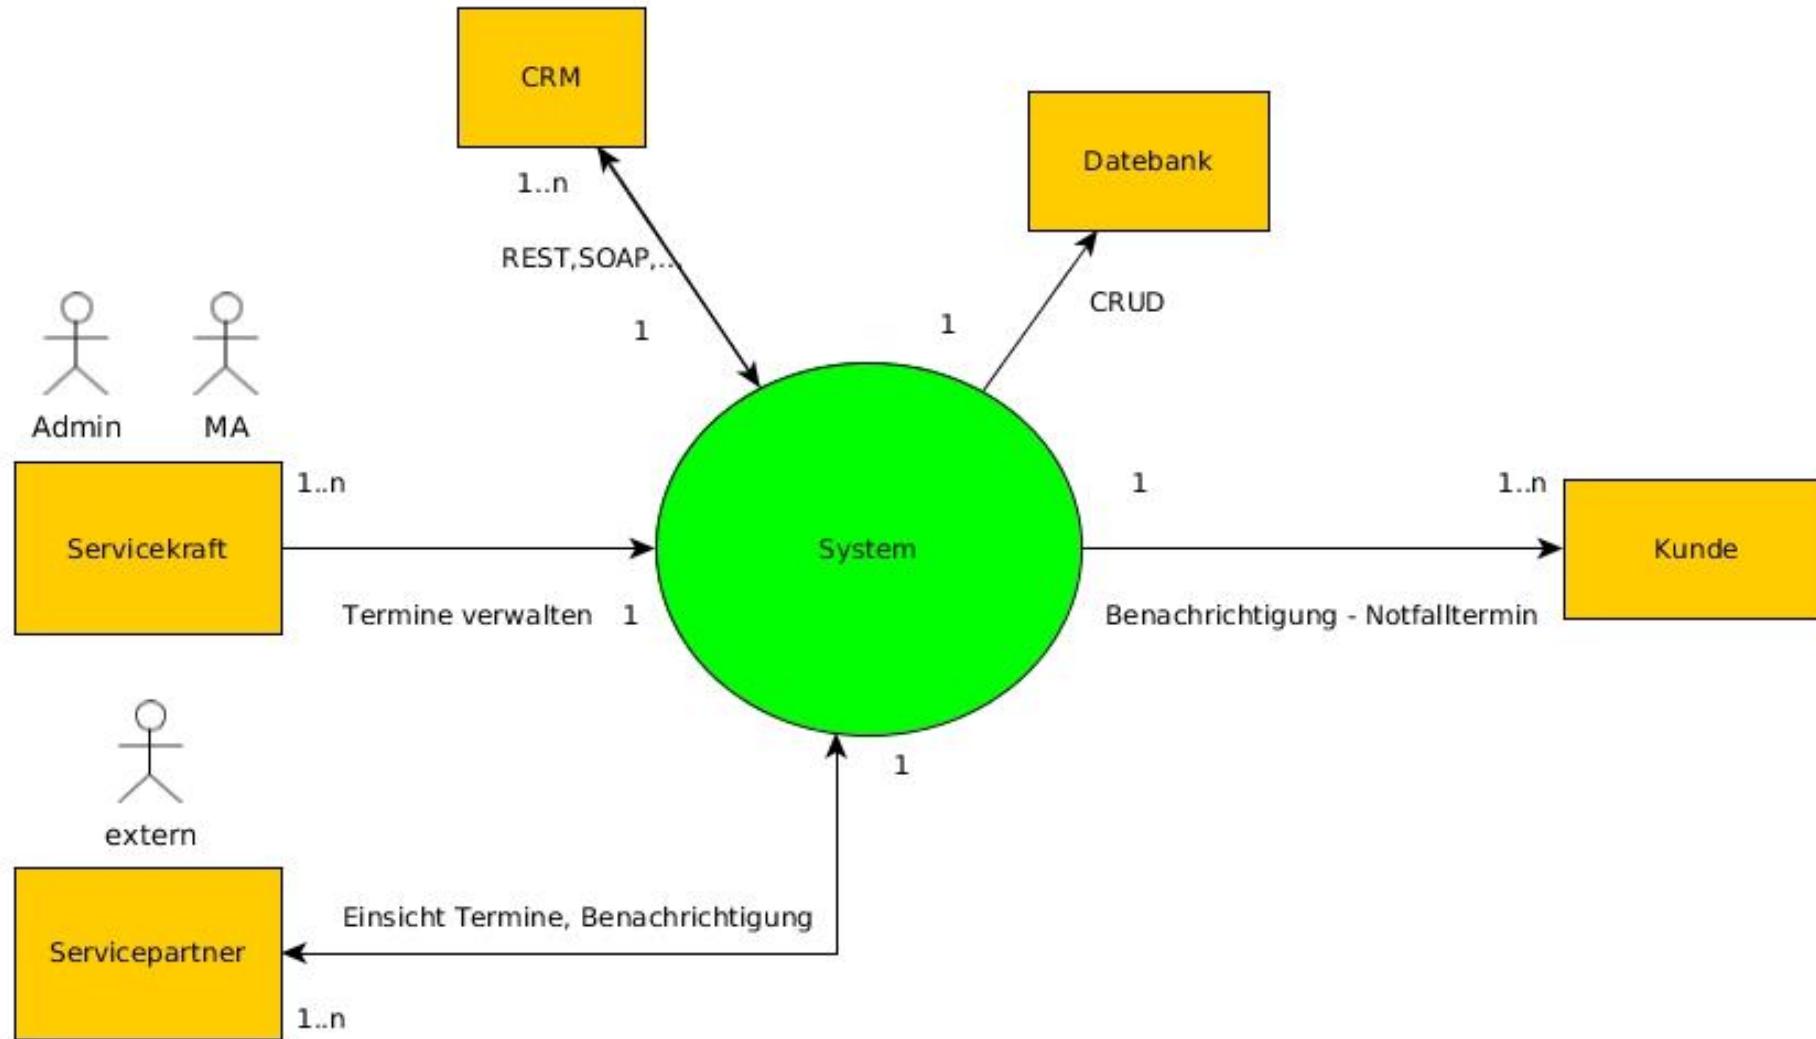 CRM
Datebank
1..n
REST,SOAP,...
CRUD
1
1
Admin
MA
1..n
1
1..n
Servicekraft
System
Kunde
Termine verwalten
1
Benachrichtigung - Notfalltermin
1
extern
Einsicht Termine, Benachrichtigung
Servicepartner
1..n